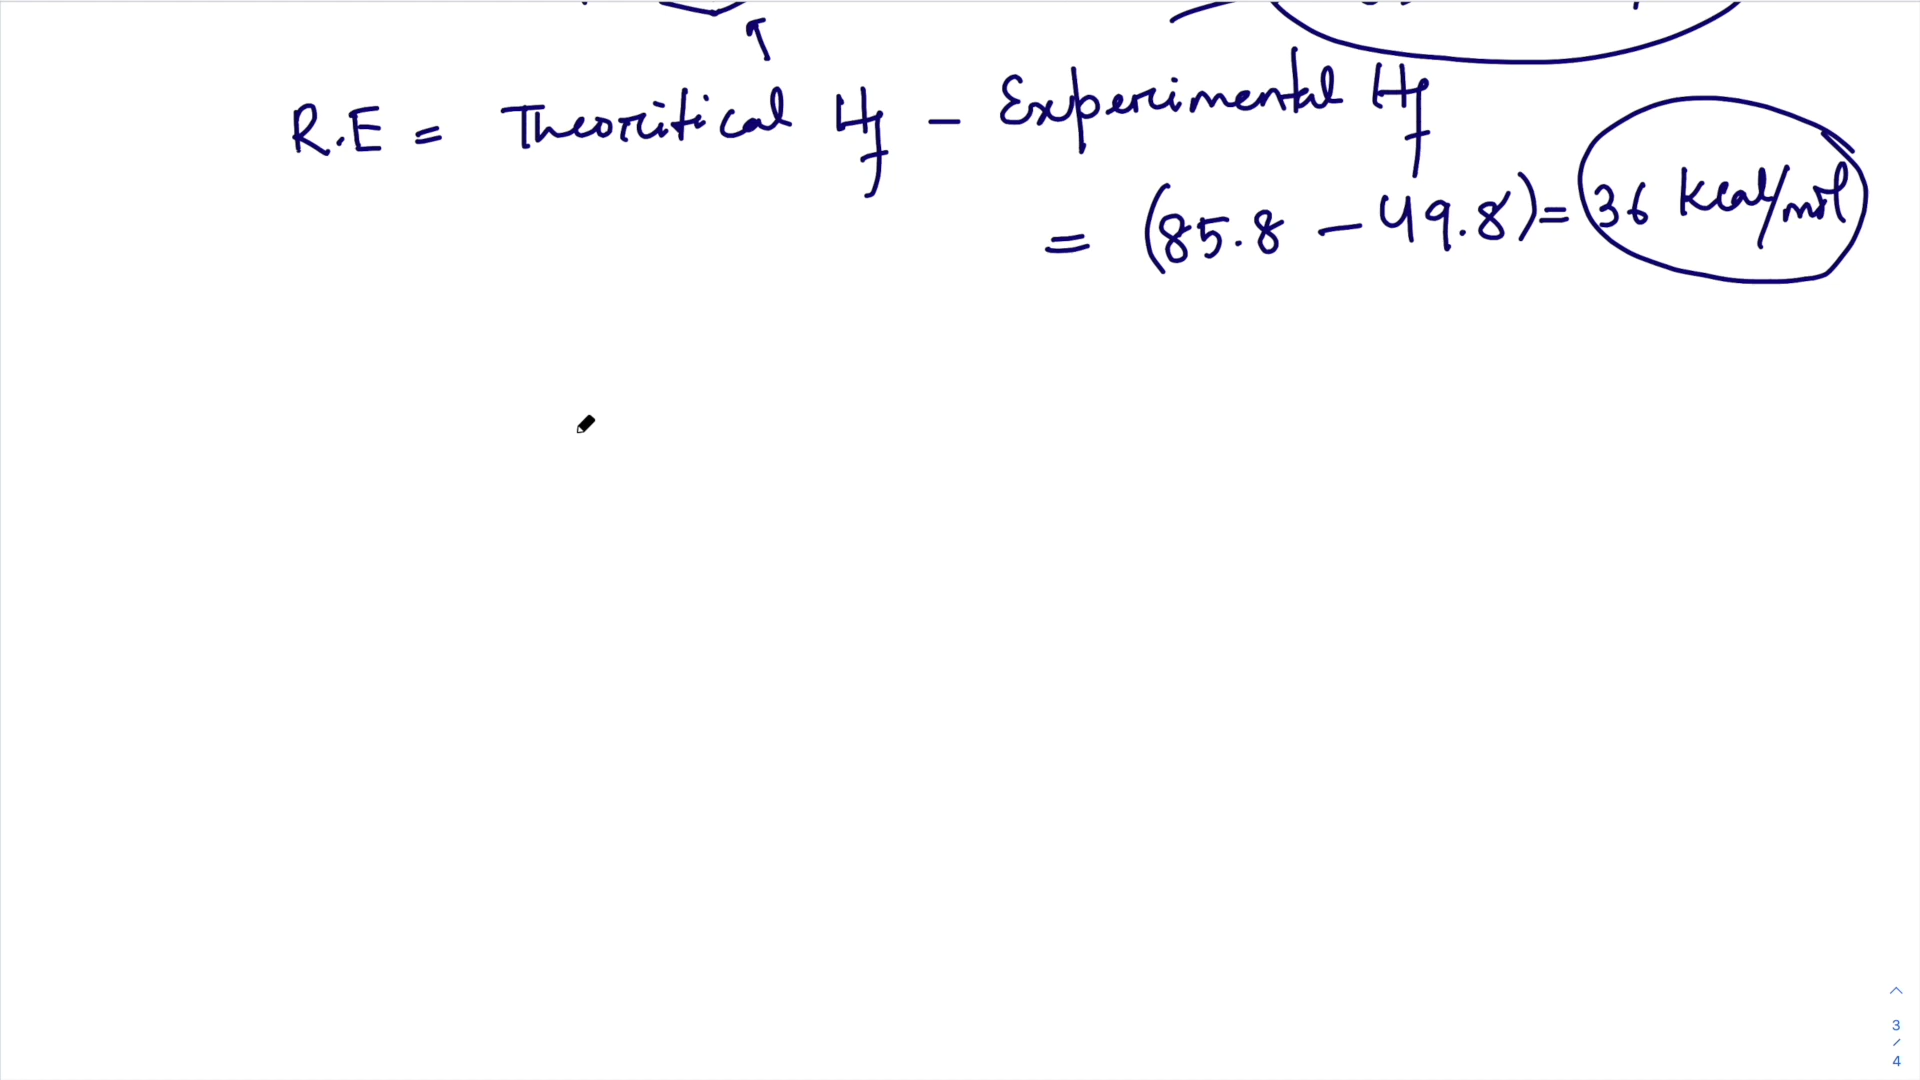 R.E = Theoritical Hf - Experimental Hf
= (85.8 - 49.8) = 36 Kcal/mol
3
/
4